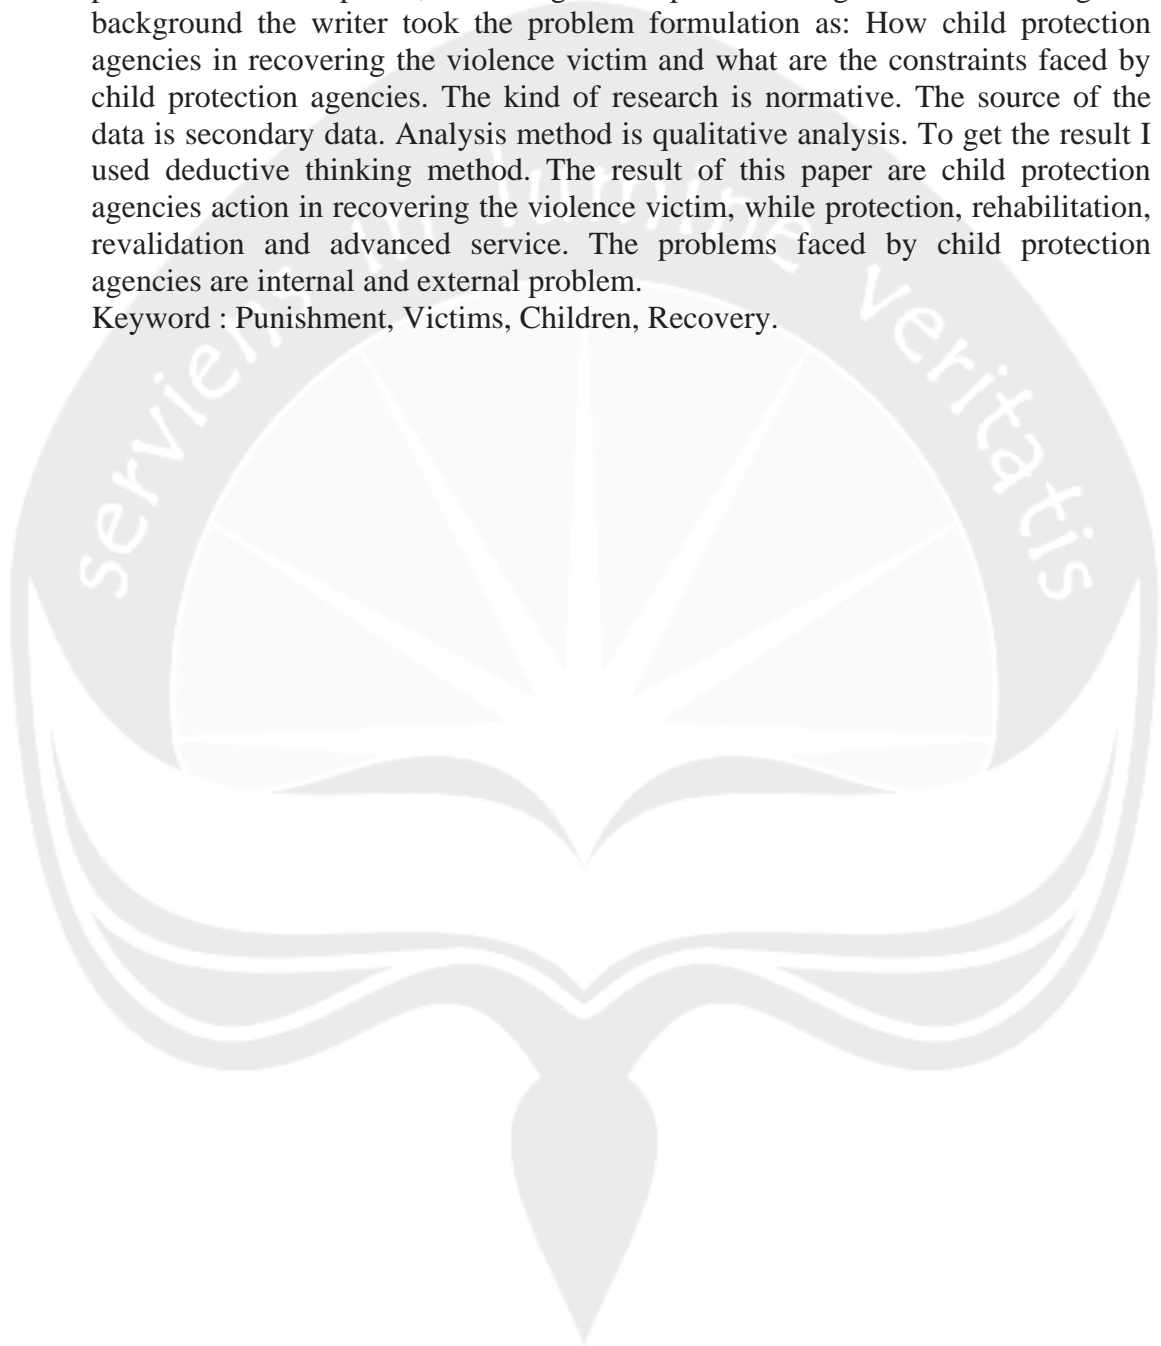 background the writer took the problem formulation as: How child protection
agencies in recovering the violence victim and what are the constraints faced by
child protection agencies. The kind of research is normative. The source of the
data is secondary data. Analysis method is qualitative analysis. To get the result I
used deductive thinking method. The result of this paper are child protection
agencies action in recovering the violence victim, while protection, rehabilitation,
revalidation and advanced service. The problems faced by child protection
agencies are internal and external problem.
Keyword : Punishment, Victims, Children, Recovery.
serviens in lumine veritatis